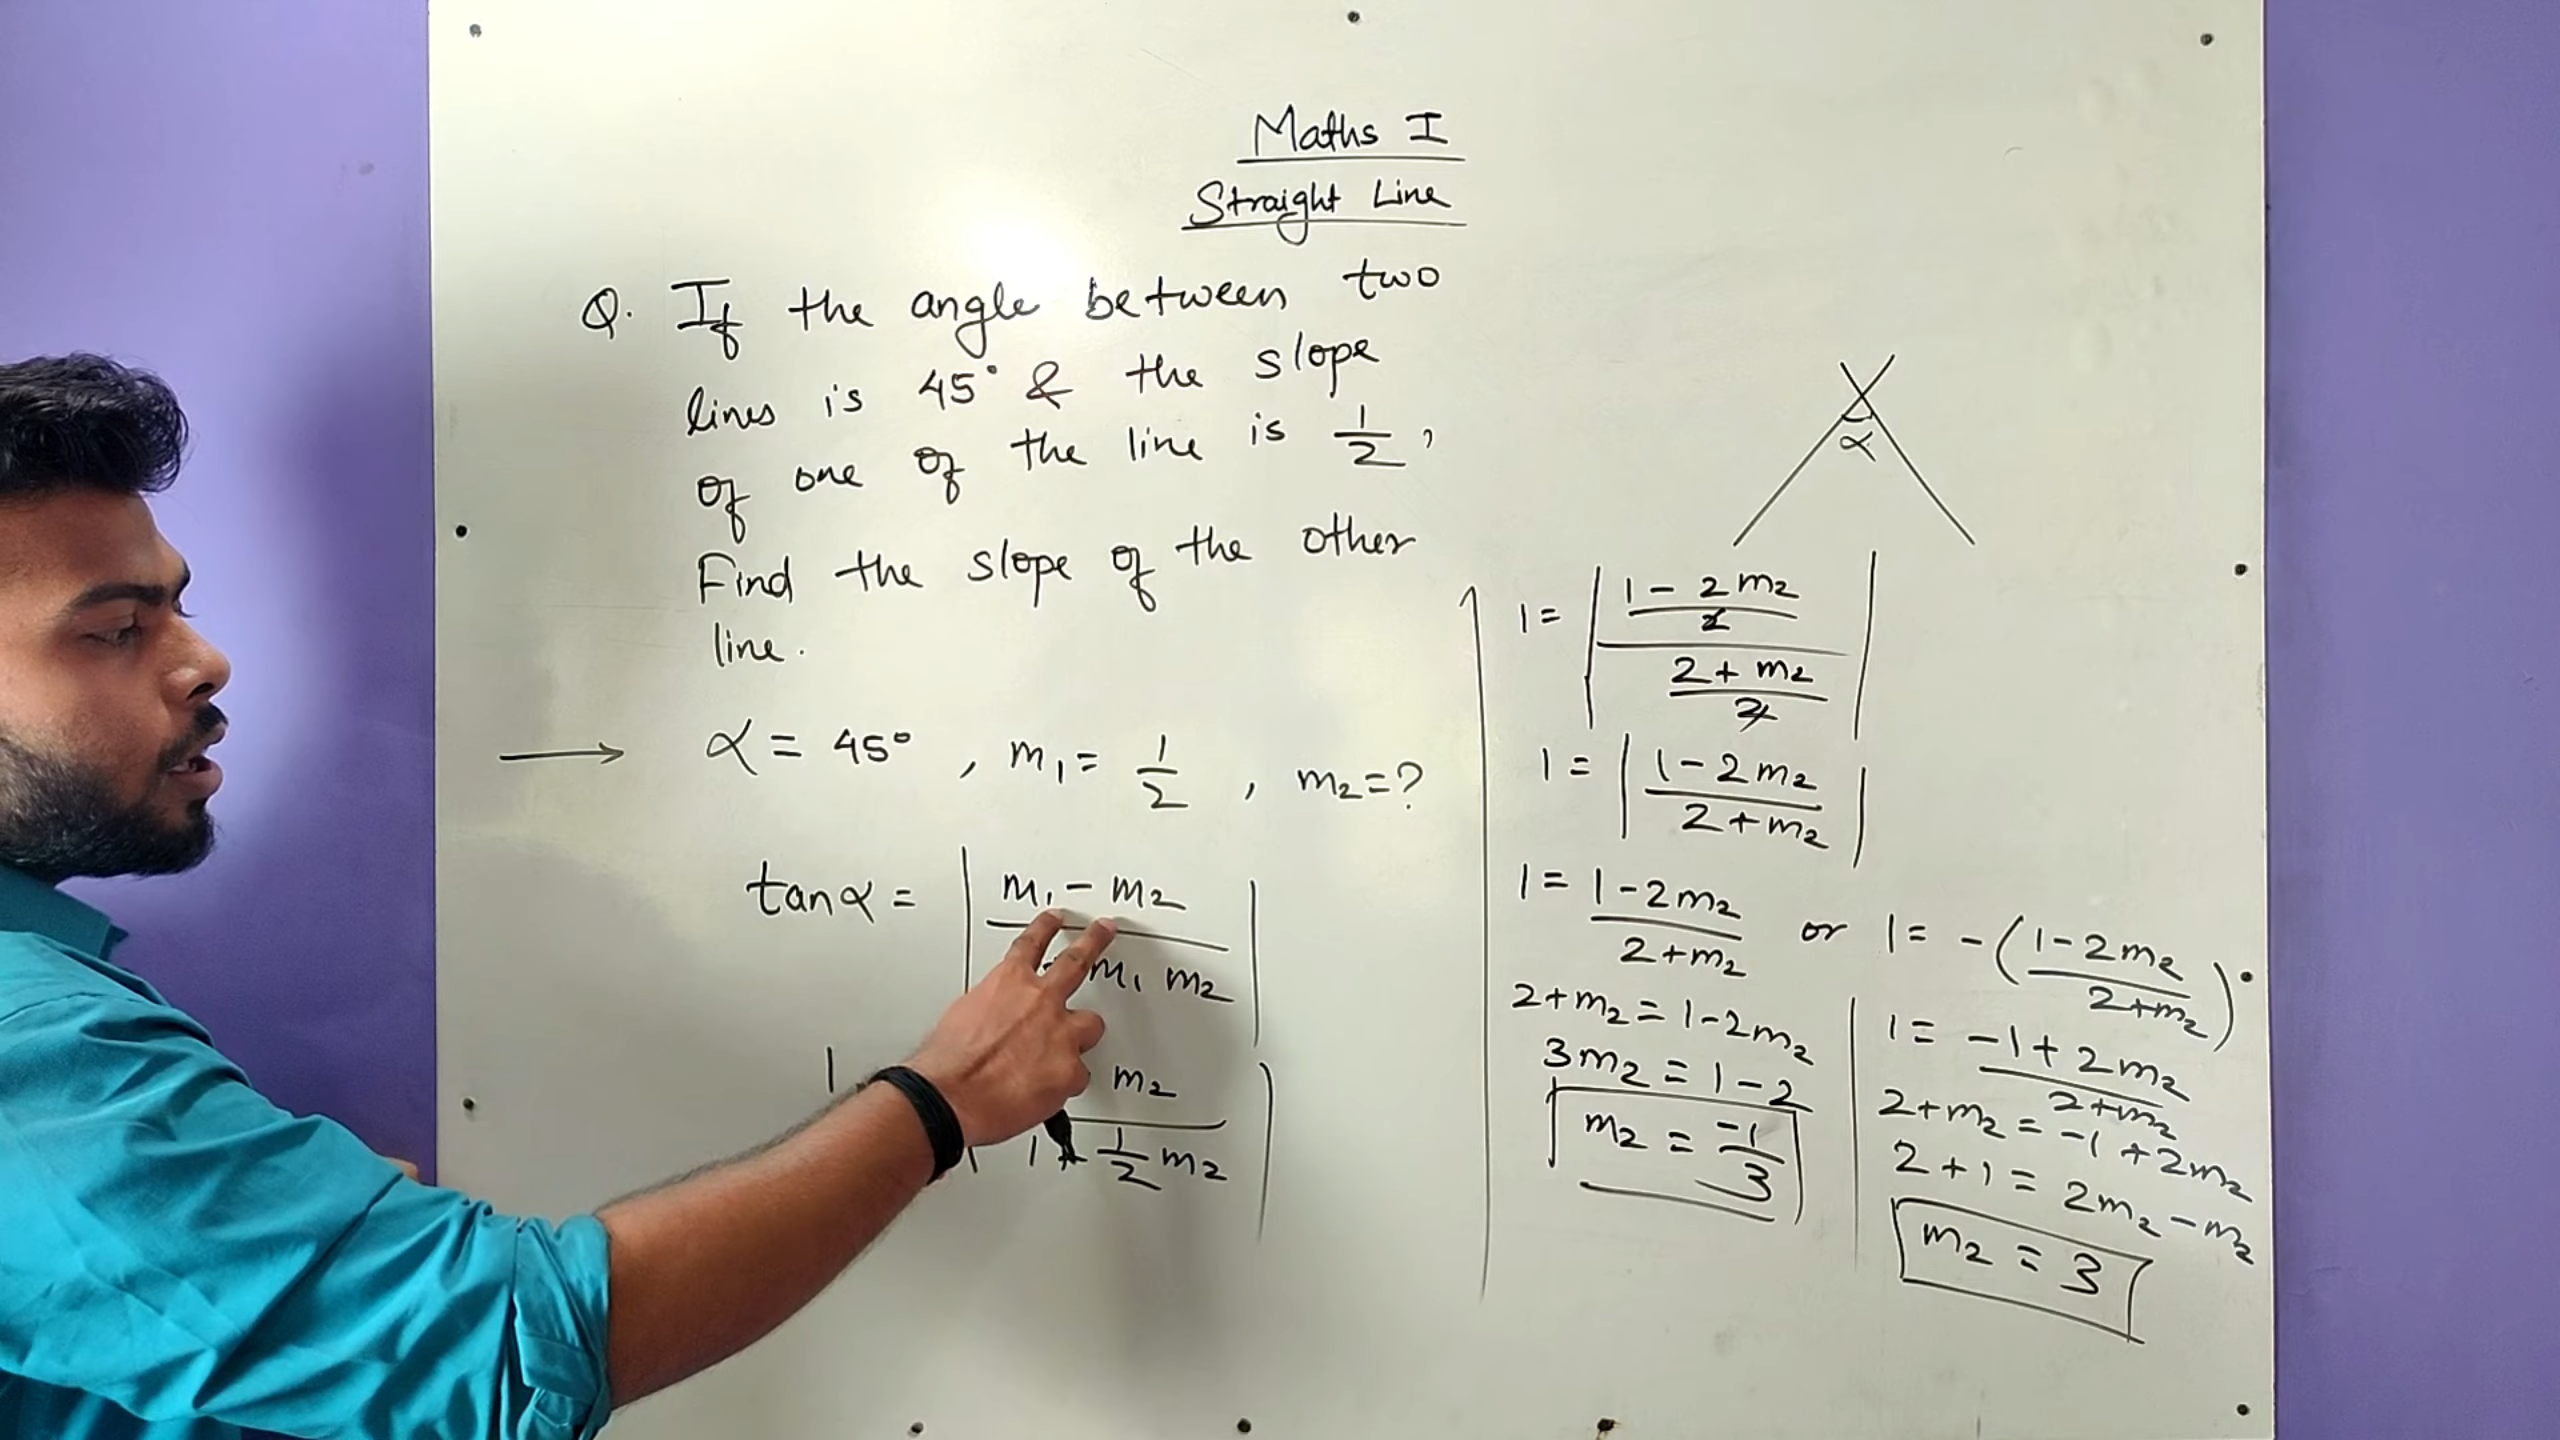 Maths I
Straight Line
Q. If the angle between two
lines is 45° & the slope
of one of the line is 1/2,
Find the slope of the other
line.
→ α = 45°, m₁ = 1/2, m₂ = ?
tanα = | (m₁ - m₂) / ( m₁ m₂) |
1 | m₂ / (1 + 1/2 m₂) |
α
1 = | ((1 - 2m₂)/2) / ((2 + m₂)/2) |
1 = | (1 - 2m₂) / (2 + m₂) |
1 = (1 - 2m₂)/(2 + m₂) or 1 = -((1 - 2m₂)/(2 + m₂))
2 + m₂ = 1 - 2m₂
3m₂ = 1 - 2
m₂ = -1/3
1 = (-1 + 2m₂)/(2 + m₂)
2 + m₂ = -1 + 2m₂
2 + 1 = 2m₂ - m₂
m₂ = 3